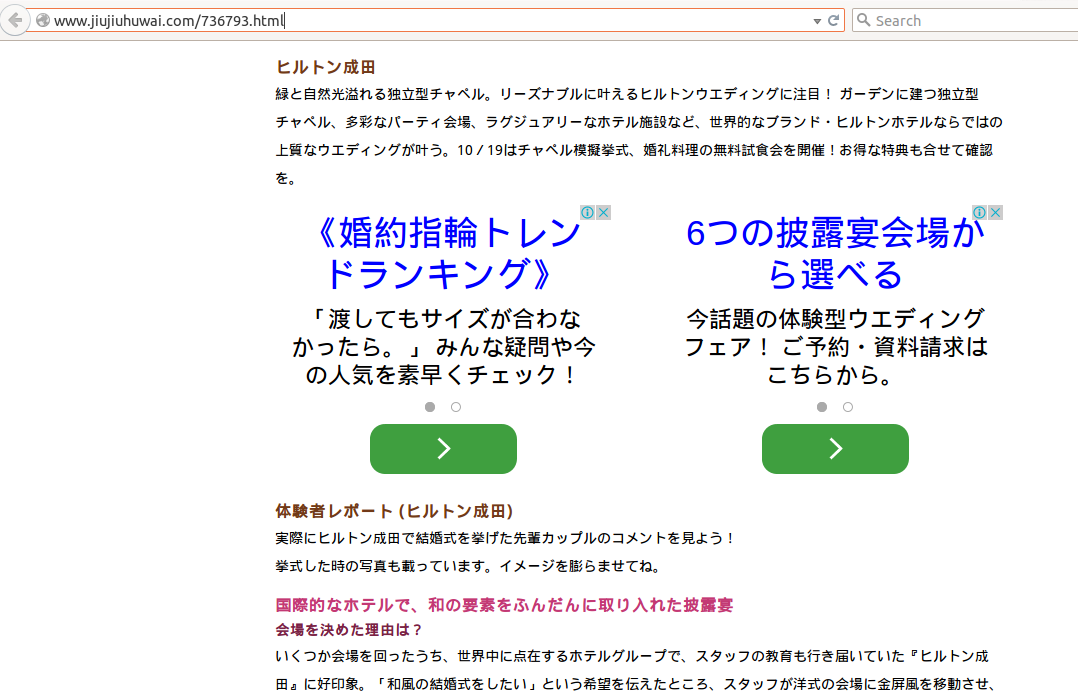 www.jiujiuhuwai.com/736793.html
Search
ヒルトン成田
緑と自然光溢れる独立型チャペル。リーズナブルに叶えるヒルトンウエディングに注目！ ガーデンに建つ独立型
チャペル、多彩なパーティ会場、ラグジュアリーなホテル施設など、世界的なブランド・ヒルトンホテルならではの
上質なウエディングが叶う。10／19はチャペル模擬挙式、婚礼料理の無料試食会を開催！お得な特典も合せて確認
を。
《婚約指輪トレン
ドランキング》
「渡してもサイズが合わな
かったら。」 みんな疑問や今
の人気を素早くチェック！
6つの披露宴会場か
ら選べる
今話題の体験型ウエディング
フェア！ ご予約・資料請求は
こちらから。
体験者レポート (ヒルトン成田)
実際にヒルトン成田で結婚式を挙げた先輩カップルのコメントを見よう！
挙式した時の写真も載っています。イメージを膨らませてね。
国際的なホテルで、和の要素をふんだんに取り入れた披露宴
会場を決めた理由は？
いくつか会場を回ったうち、世界中に点在するホテルグループで、スタッフの教育も行き届いていた『ヒルトン成
田』に好印象。「和風の結婚式をしたい」という希望を伝えたところ、スタッフが洋式の会場に金屏風を移動させ、